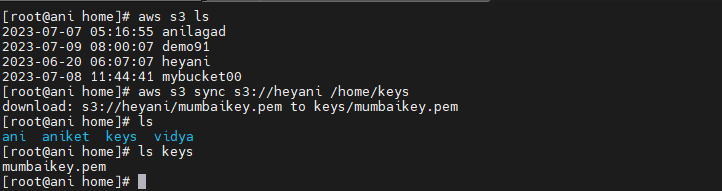 [root@ani home]# aws s3 ls
2023-07-07 05:16:55 anilagad
2023-07-09 08:00:07 demo91
2023-06-20 06:07:07 heyani
2023-07-08 11:44:41 mybucket00
[root@ani home]# aws s3 sync s3://heyani /home/keys
download: s3://heyani/mumbaikey.pem to keys/mumbaikey.pem
[root@ani home]# ls
ani  aniket  keys  vidya
[root@ani home]# ls keys
mumbaikey.pem
[root@ani home]#